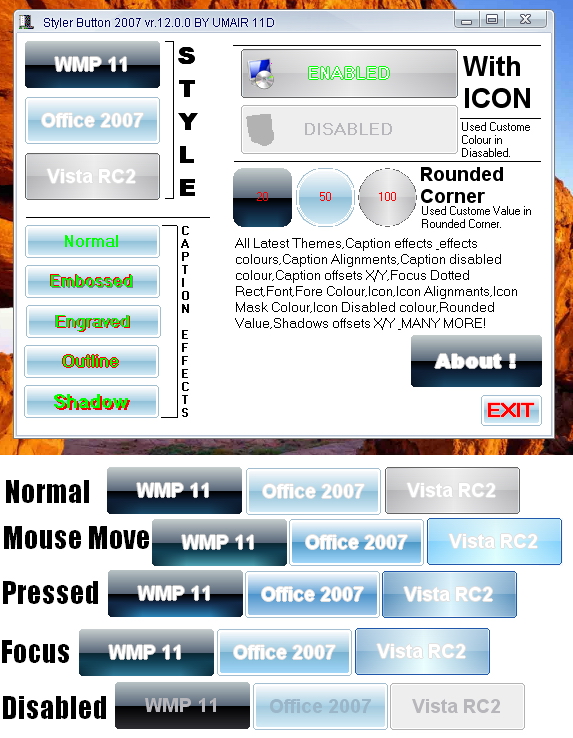 Styler Button 2007 vr.12.0.0 BY UMAIR 11D
WMP 11
Office 2007
Vista RC2
STYLE
ENABLED
DISABLED
With
ICON
Used Custome
Colour in
Diasabled.
20
50
100
Rounded
Corner
Used Custome Value in
Rounded Corner.
Normal
Embossed
Engraved
Outline
Shadow
CAPTION EFFECTS
All Latest Themes,Caption effects _effects
colours,Caption Alignments,Caption disabled
colour,Caption offsets X/Y,Focus Dotted
Rect,Font,Fore Colour,Icon,Icon Alignmants,Icon
Mask Colour,Icon Disabled colour,Rounded
Value,Shadows offsets X/Y _MANY MORE!
About !
EXIT
Normal WMP 11 Office 2007 Vista RC2
Mouse Move WMP 11 Office 2007 Vista RC2
Pressed WMP 11 Office 2007 Vista RC2
Focus WMP 11 Office 2007 Vista RC2
Disabled WMP 11 Office 2007 Vista RC2